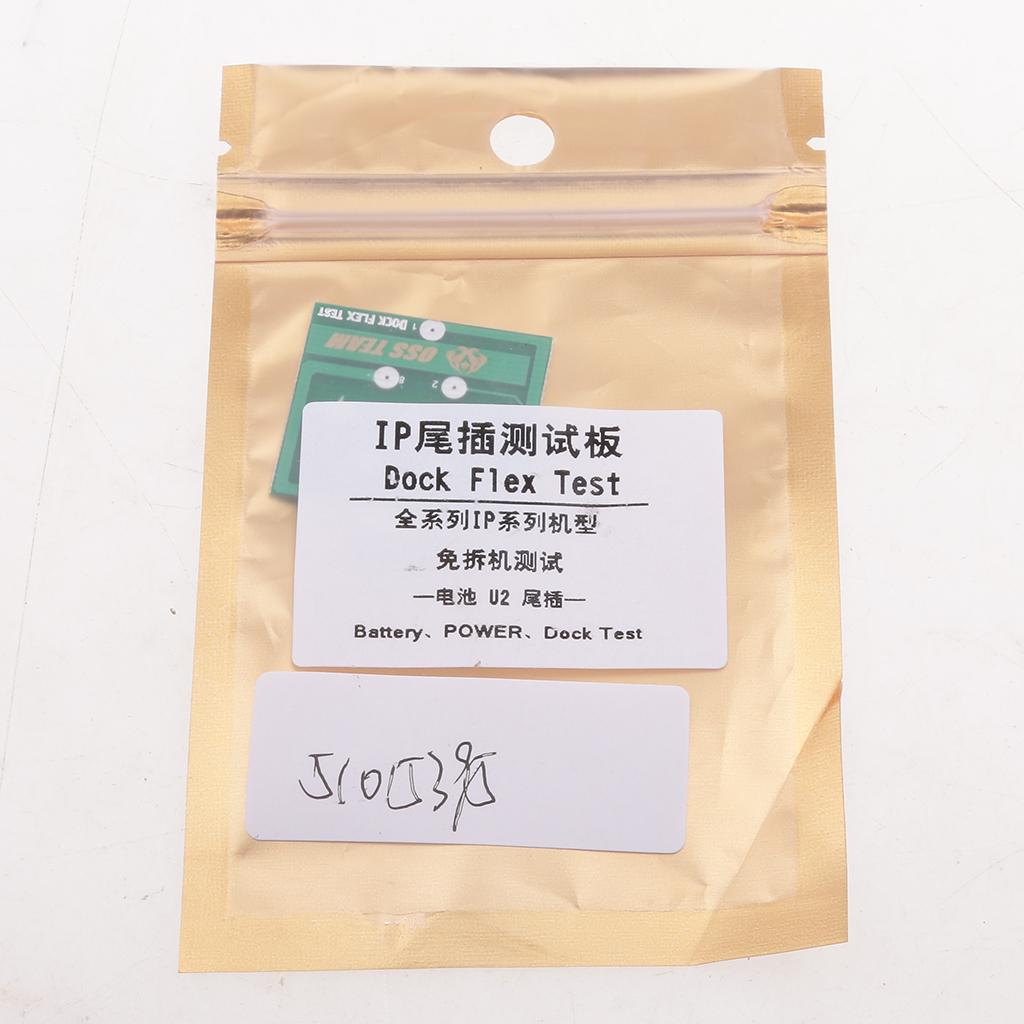 1 DOCK FLEX TEST
OSS TEAM
8
2
IP尾插测试板
Dock Flex Test
全系列IP系列机型
免拆机测试
—电池 U2 尾插—
Battery、POWER、Dock Test